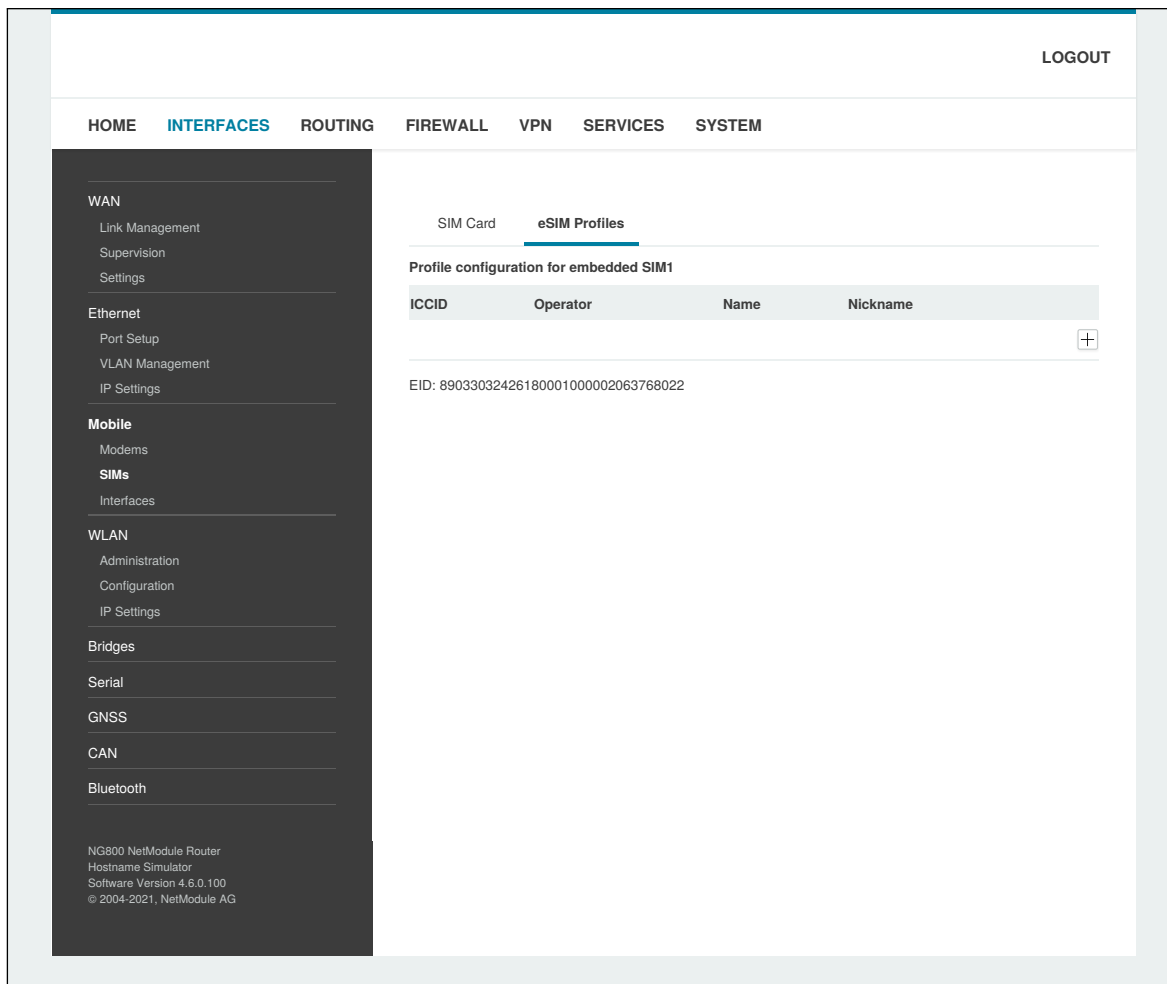 LOGOUT
HOME INTERFACES ROUTING FIREWALL VPN SERVICES SYSTEM
WAN
Link Management
Supervision
Settings
Ethernet
Port Setup
VLAN Management
IP Settings
Mobile
Modems
SIMs
Interfaces
WLAN
Administration
Configuration
IP Settings
Bridges
Serial
GNSS
CAN
Bluetooth
NG800 NetModule Router
Hostname Simulator
Software Version 4.6.0.100
© 2004-2021, NetModule AG
SIM Card eSIM Profiles
Profile configuration for embedded SIM1
ICCID Operator Name Nickname
EID: 89033032426180001000002063768022